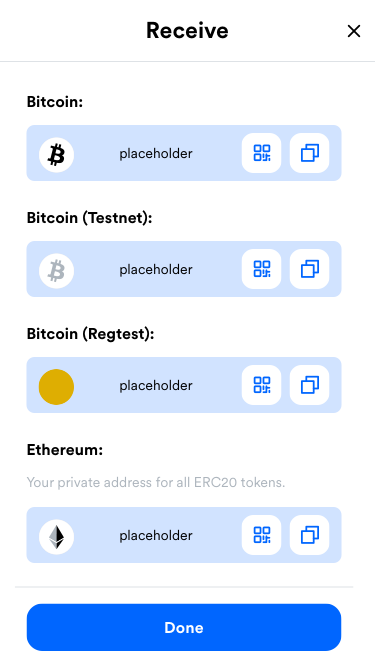 Receive
Bitcoin:
placeholder
Bitcoin (Testnet):
placeholder
Bitcoin (Regtest):
placeholder
Ethereum:
Your private address for all ERC20 tokens.
placeholder
Done